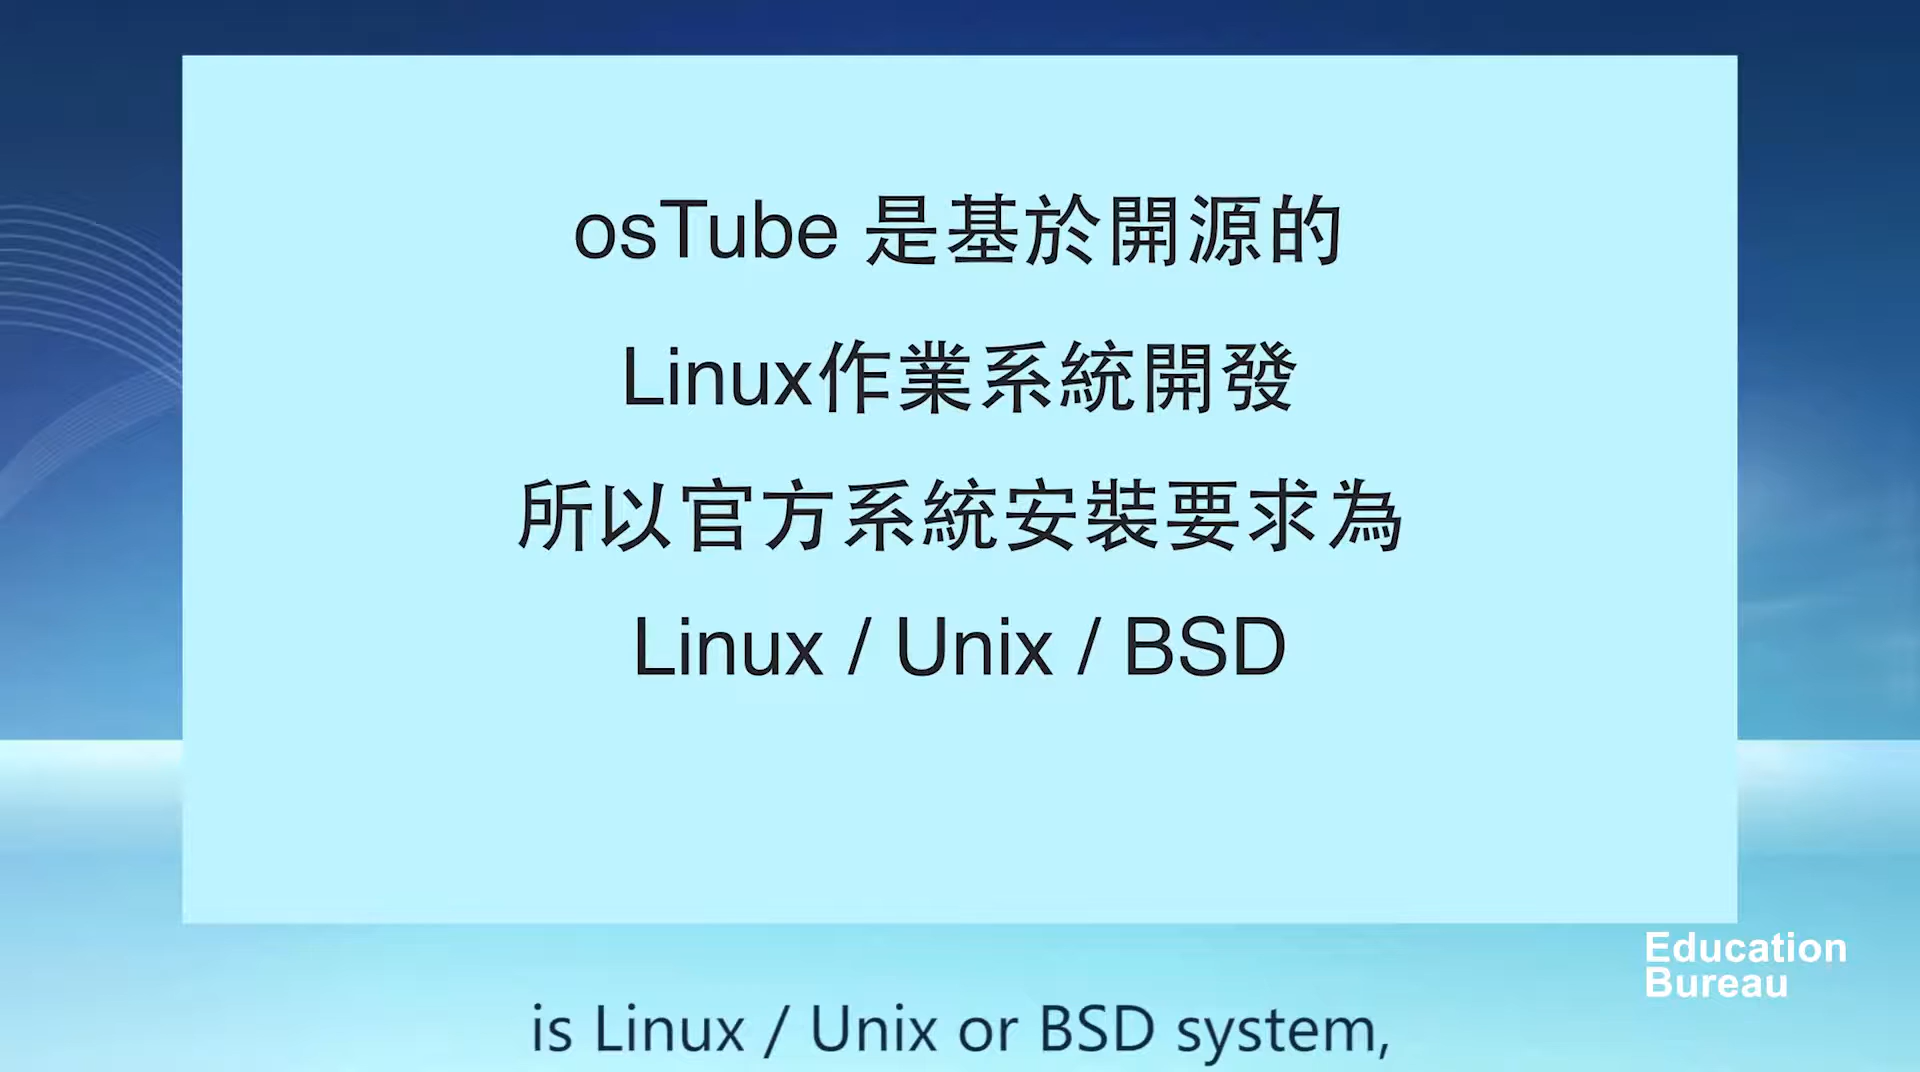 osTube 是基於開源的
Linux作業系統開發
所以官方系統安裝要求為
Linux / Unix / BSD
Education
Bureau
is Linux / Unix or BSD system,